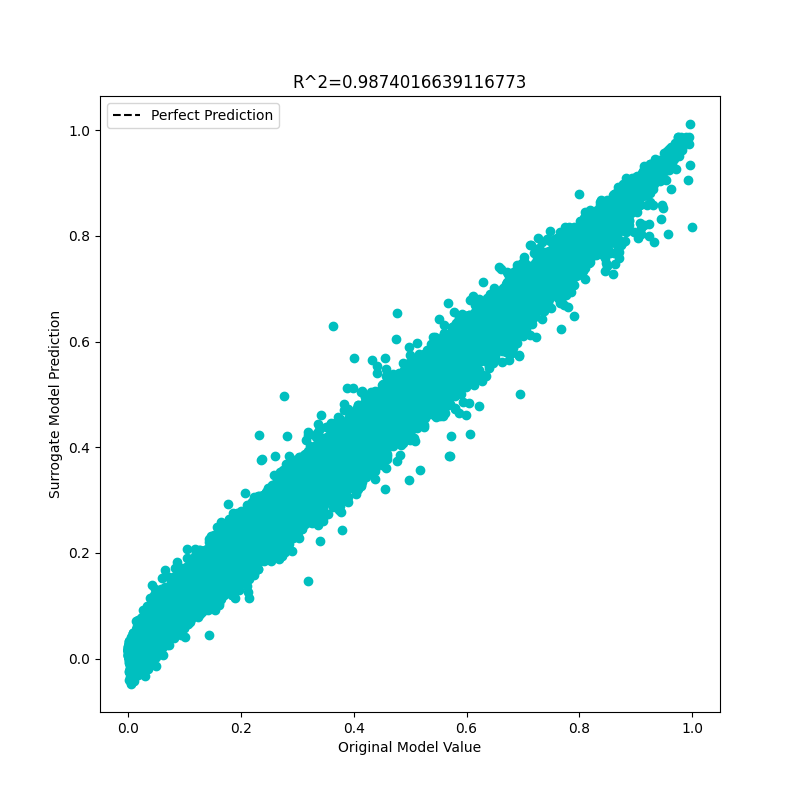 R^2=0.9874016639116773
Perfect Prediction
1.0
0.8
0.6
0.4
0.2
0.0
Surrogate Model Prediction
0.0 0.2 0.4 0.6 0.8 1.0
Original Model Value